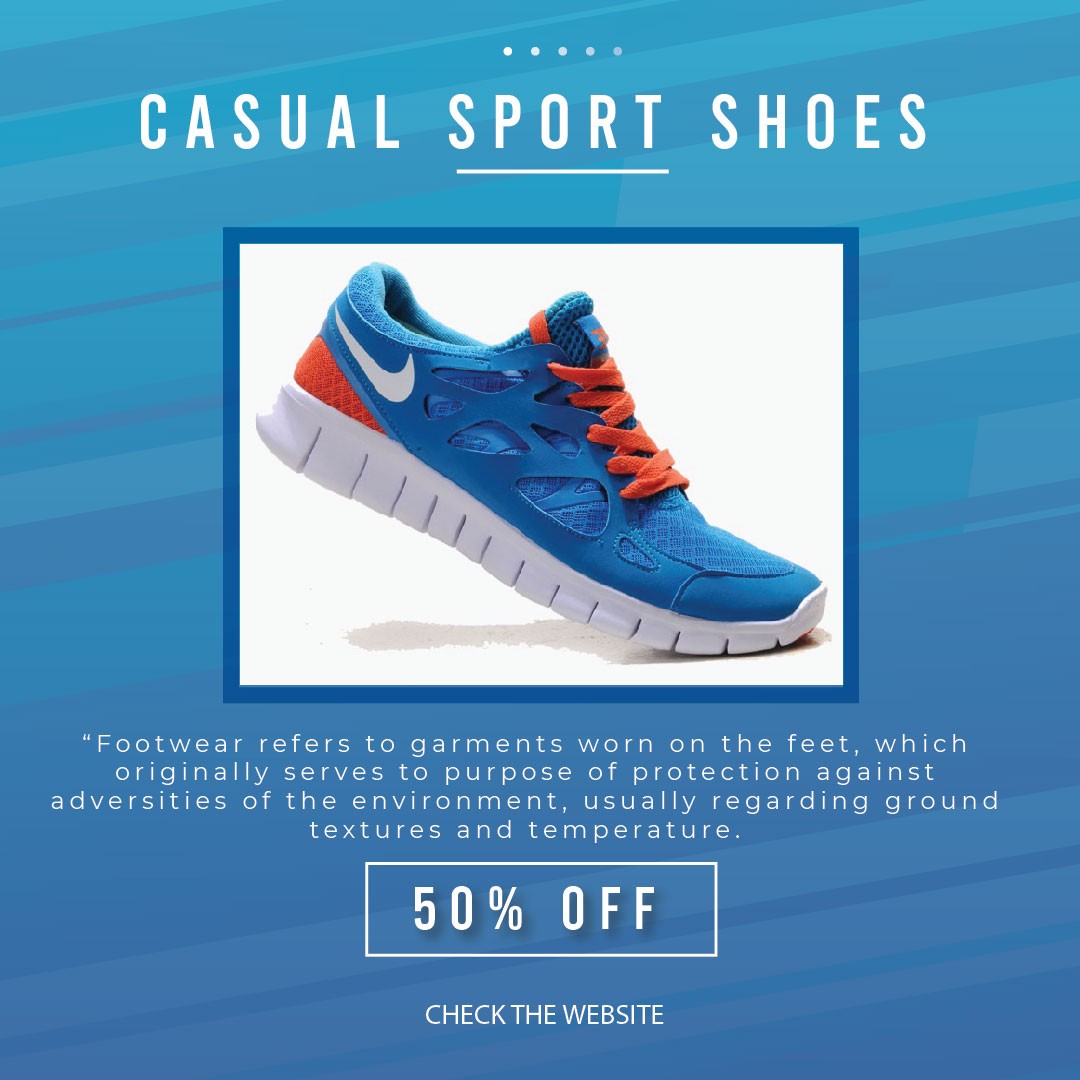 CASUAL SPORT SHOES
“Footwear refers to garments worn on the feet, which
originally serves to purpose of protection against
adversities of the environment, usually regarding ground
textures and temperature.
50% OFF
CHECK THE WEBSITE